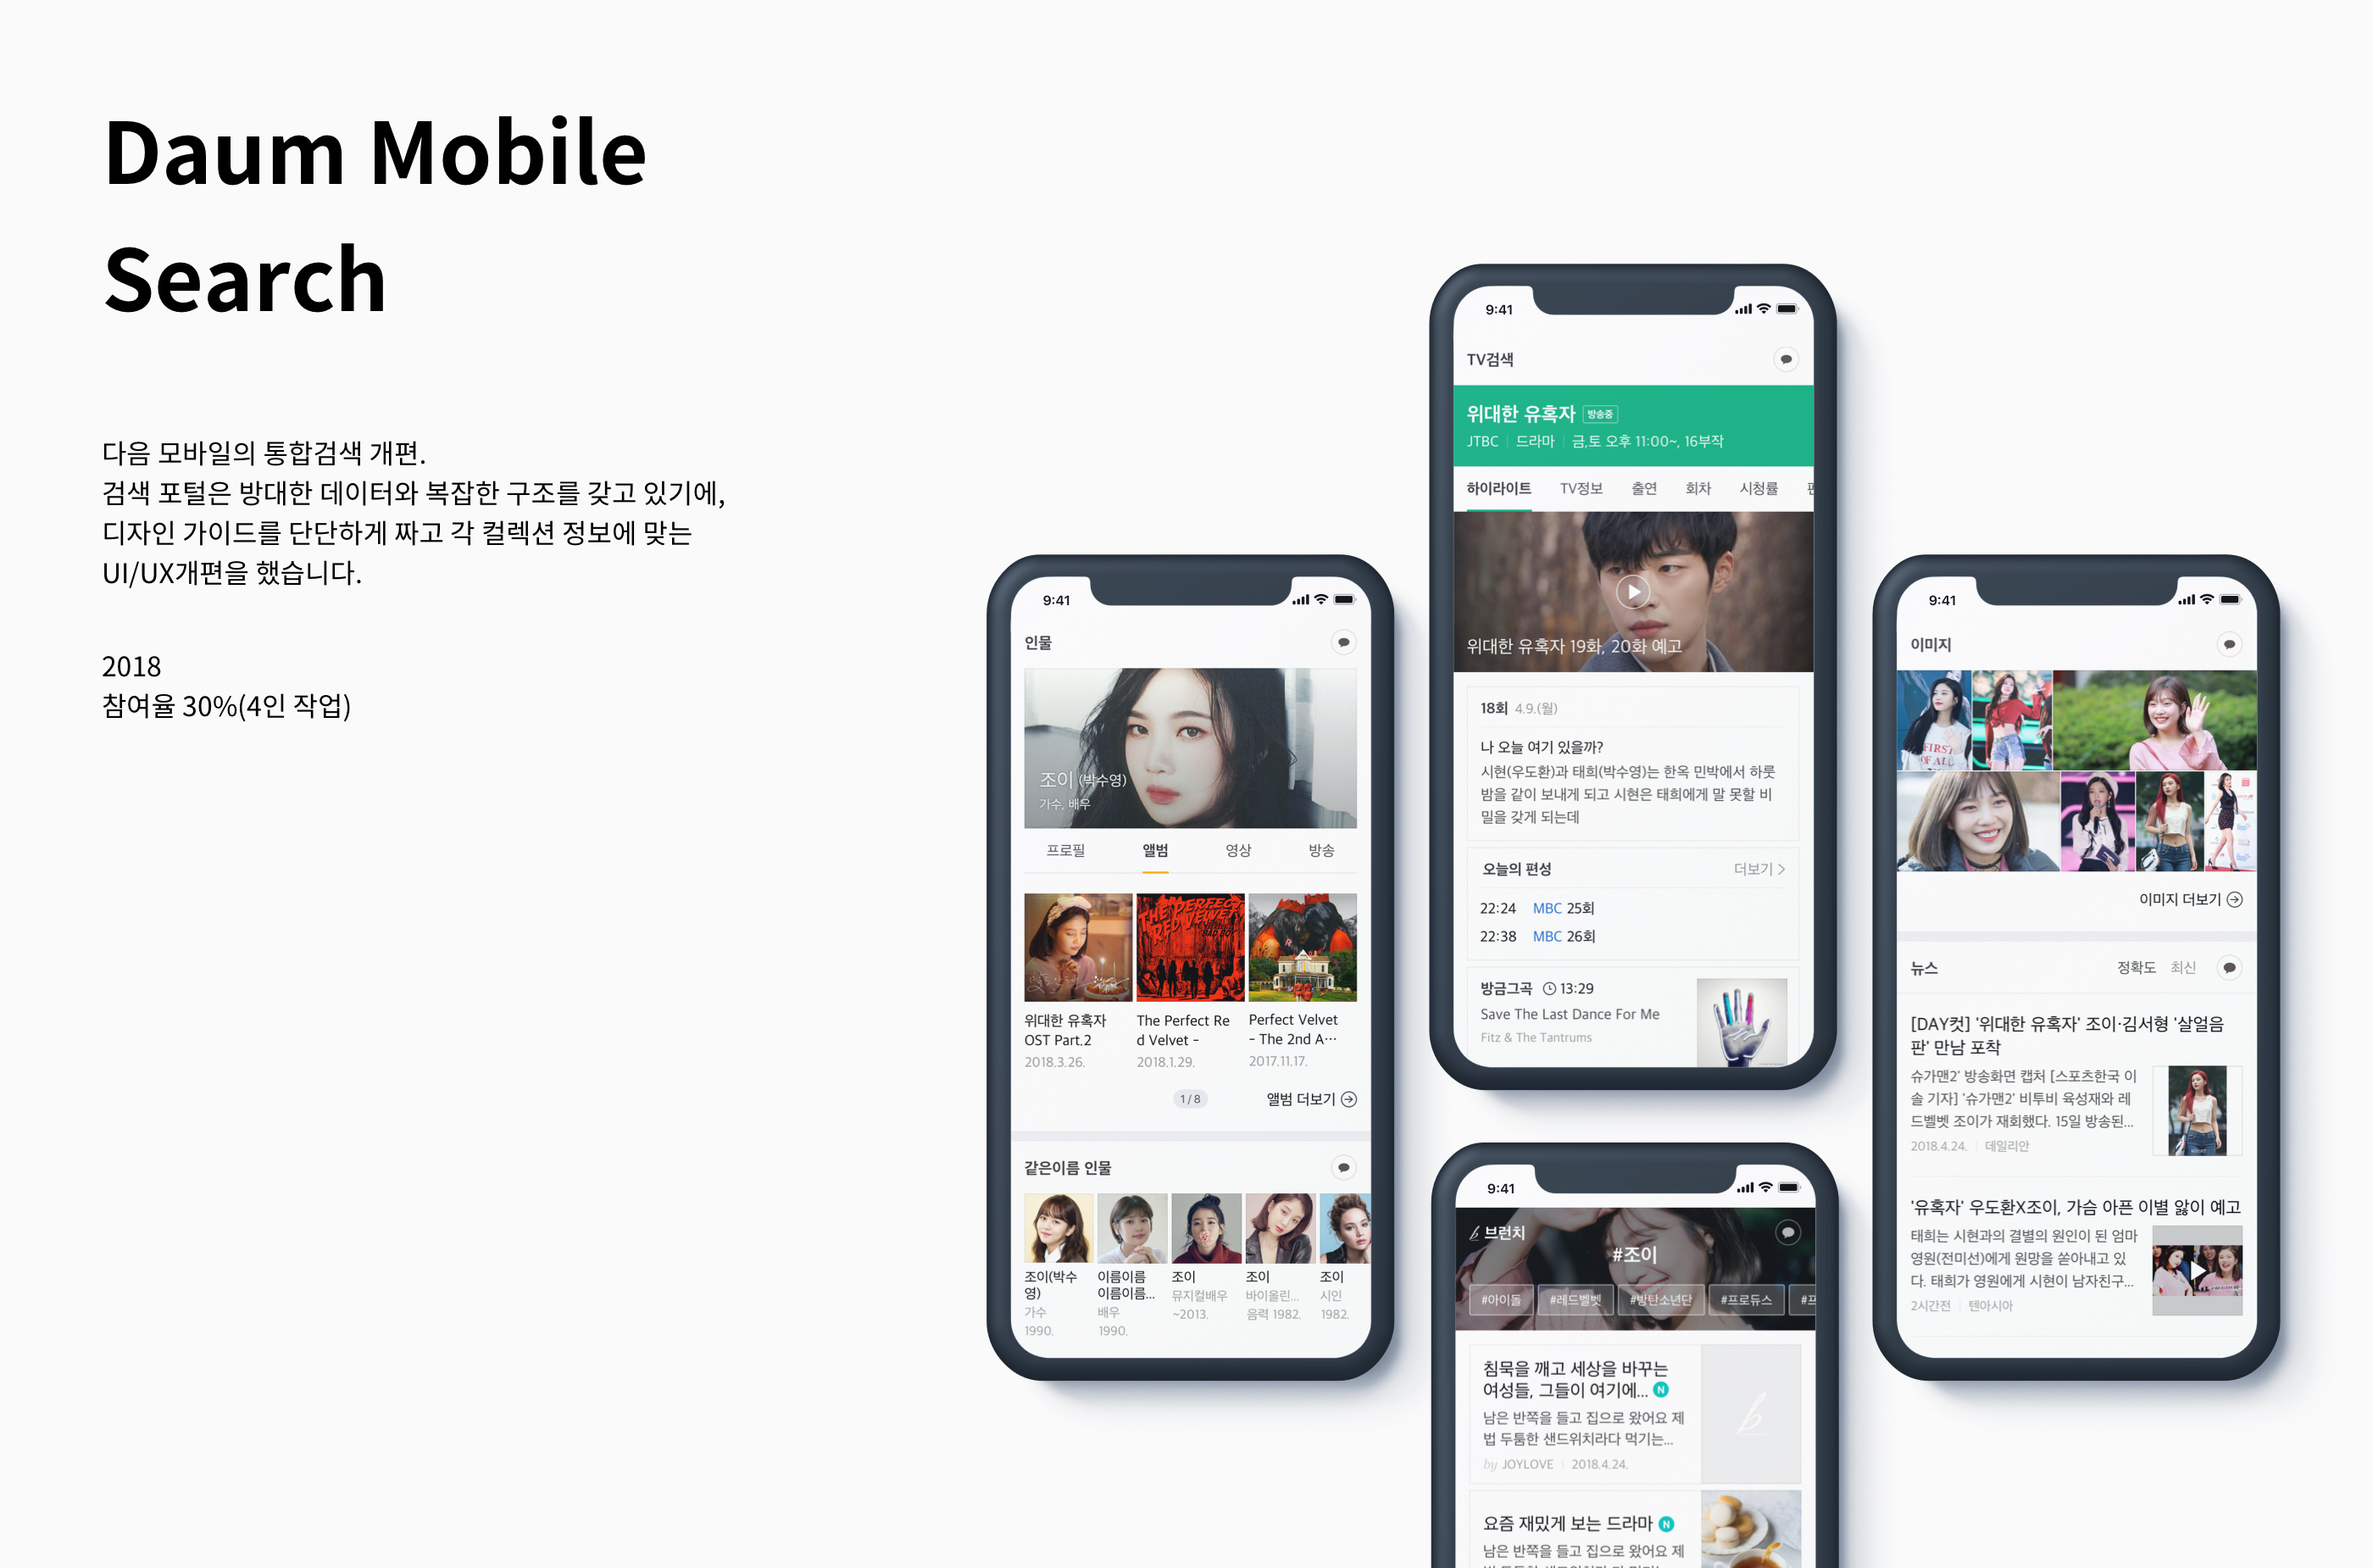 Daum Mobile
Search
다음 모바일의 통합검색 개편.
검색 포털은 방대한 데이터와 복잡한 구조를 갖고 있기에,
디자인 가이드를 단단하게 짜고 각 컬렉션 정보에 맞는
UI/UX개편을 했습니다.
2018
참여율 30%(4인 작업)
9:41
인물
조이 (박수영)
가수, 배우
프로필 앨범 영상 방송
THE PERFECT
RED VELVET
BAD BOY
위대한 유혹자
OST Part.2
2018.3.26.
The Perfect Re
d Velvet -
2018.1.29.
Perfect Velvet
- The 2nd A…
2017.11.17.
1 / 8
앨범 더보기
같은이름 인물
조이(박수
영)
가수
1990.
이름이름
이름이름...
배우
1990.
조이
뮤지컬배우
~2013.
조이
바이올린...
음력 1982.
조이
시인
1982.
9:41
TV검색
위대한 유혹자 방송중
JTBC 드라마 금,토 오후 11:00~, 16부작
하이라이트 TV정보 출연 회차 시청률
위대한 유혹자 19화, 20화 예고
18회 4.9.(월)
나 오늘 여기 있을까?
시현(우도환)과 태희(박수영)는 한옥 민박에서 하룻
밤을 같이 보내게 되고 시현은 태희에게 말 못할 비
밀을 갖게 되는데
오늘의 편성 더보기
22:24 MBC 25회
22:38 MBC 26회
방금그곡 13:29
Save The Last Dance For Me
Fitz & The Tantrums
9:41
브런치
#조이
#아이돌 #레드벨벳 #방탄소년단 #프로듀스
침묵을 깨고 세상을 바꾸는
여성들, 그들이 여기에... N
남은 반쪽을 들고 집으로 왔어요 제
법 두툼한 샌드위치라다 먹기는...
by JOYLOVE 2018.4.24.
요즘 재밌게 보는 드라마 N
남은 반쪽을 들고 집으로 왔어요 제
9:41
이미지
FIRST
OF ALL
이미지 더보기
뉴스 정확도 최신
[DAY컷] '위대한 유혹자' 조이·김서형 '살얼음
판' 만남 포착
슈가맨2' 방송화면 캡처 [스포츠한국 이
솔 기자] '슈가맨2' 비투비 육성재와 레
드벨벳 조이가 재회했다. 15일 방송된...
2018.4.24. 데일리안
'유혹자' 우도환X조이, 가슴 아픈 이별 앓이 예고
태희는 시현과의 결별의 원인이 된 엄마
영원(전미선)에게 원망을 쏟아내고 있
다. 태희가 영원에게 시현이 남자친구...
2시간전 텐아시아